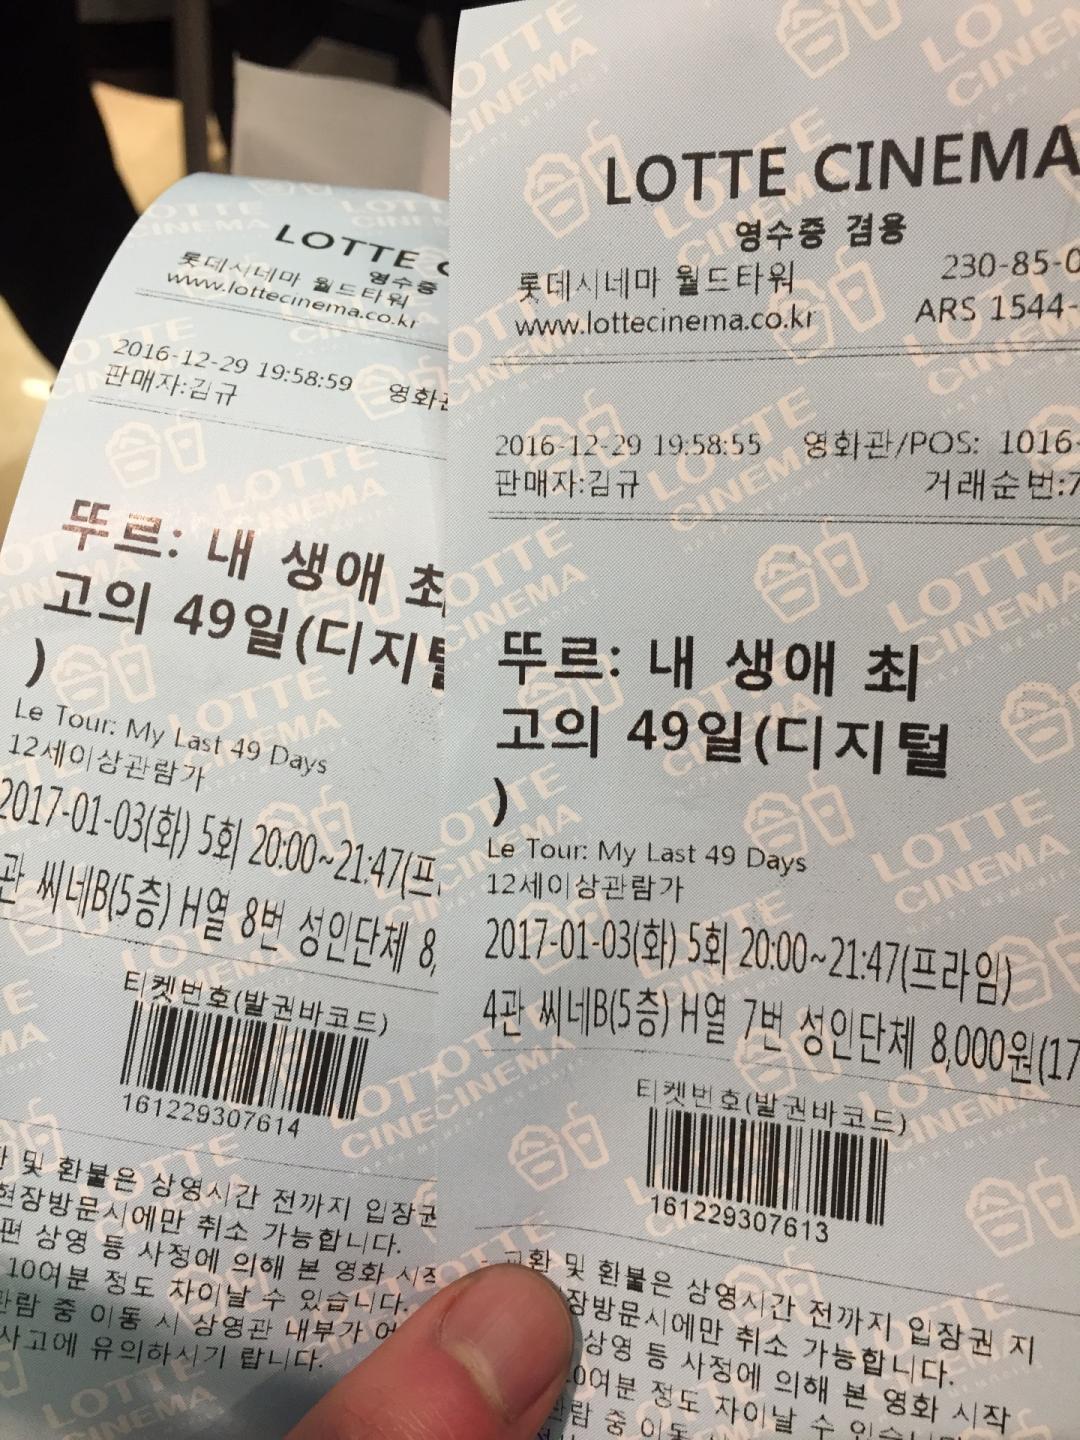 LOTTE
영수증
롯데시네마 월드타워
www.lottecinema.co.kr
2016-12-29 19:58:59
판매자:김규
뚜르: 내 생애 최
고의 49일(디지털
)
Le Tour: My Last 49 Days
12세이상관람가
2017-01-03(화) 5회 20:00~21:47(프
관 씨네B(5층) H열 8번 성인단체 8,
티켓번호(발권바코드)
161229307614
및 환불은 상영시간 전까지 입장권
현장방문시에만 취소 가능합니다.
편 상영 등 사정에 의해 본 영화 시작
10여분 정도 차이날 수 있습니다.
관람 중 이동 시 상영관 내부가 어
사고에 유의하시기 랍니다.
LOTTE CINEMA
영수증 겸용
롯데시네마 월드타워 230-85-0
www.lottecinema.co.kr ARS 1544-
2016-12-29 19:58:55 영화관/POS: 1016-
판매자:김규 거래순번:7
뚜르: 내 생애 최
고의 49일(디지털
)
Le Tour: My Last 49 Days
12세이상관람가
2017-01-03(화) 5회 20:00~21:47(프라임)
4관 씨네B(5층) H열 7번 성인단체 8,000원(17
티켓번호(발권바코드)
161229307613
- 교환 및 환불은 상영시간 전까지 입장권 지
장방문시에만 취소 가능합니다.
상영 등 사정에 의해 본 영화 시작
0여분 정도 차이날 수 있습니
관람 중 이동